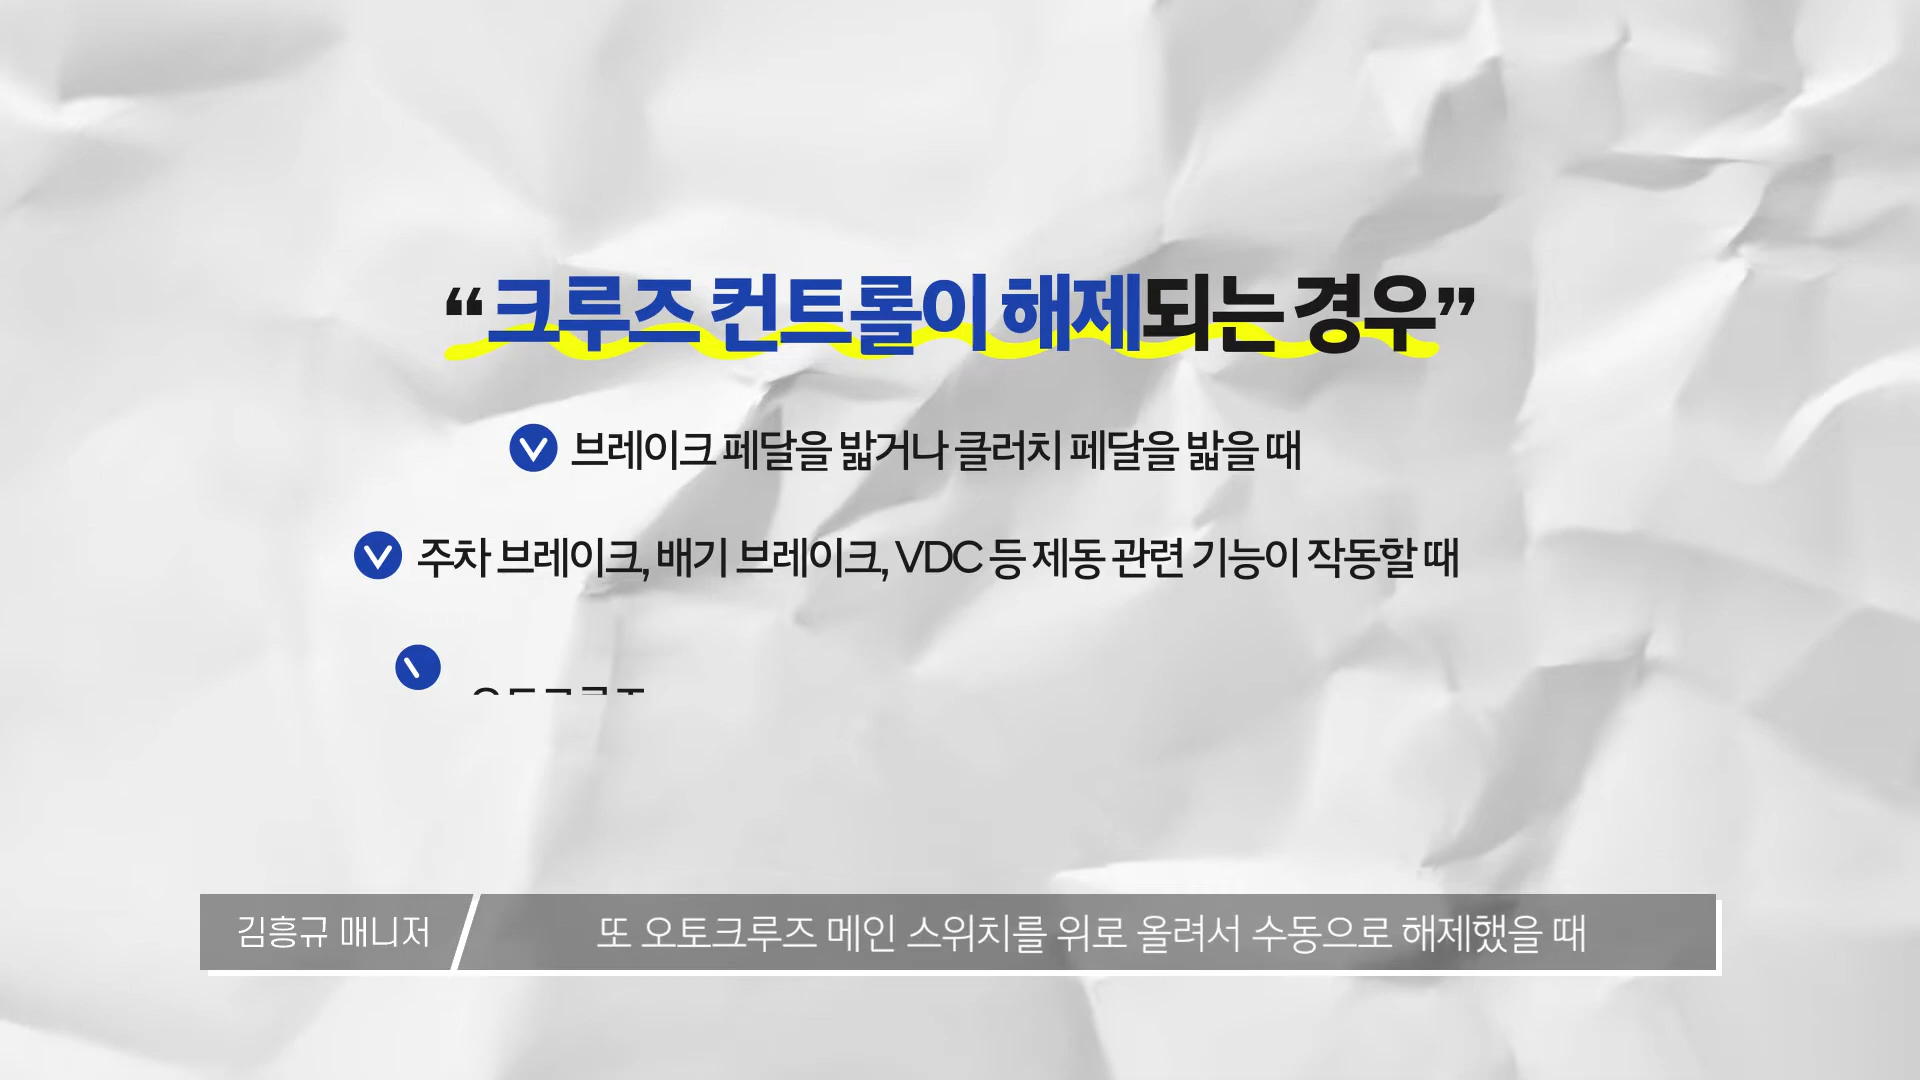 “크루즈 컨트롤이 해제되는 경우”
브레이크 페달을 밟거나 클러치 페달을 밟을 때
주차 브레이크, 배기 브레이크, VDC 등 제동 관련 기능이 작동할 때
김흥규 매니저
또 오토크루즈 메인 스위치를 위로 올려서 수동으로 해제했을 때